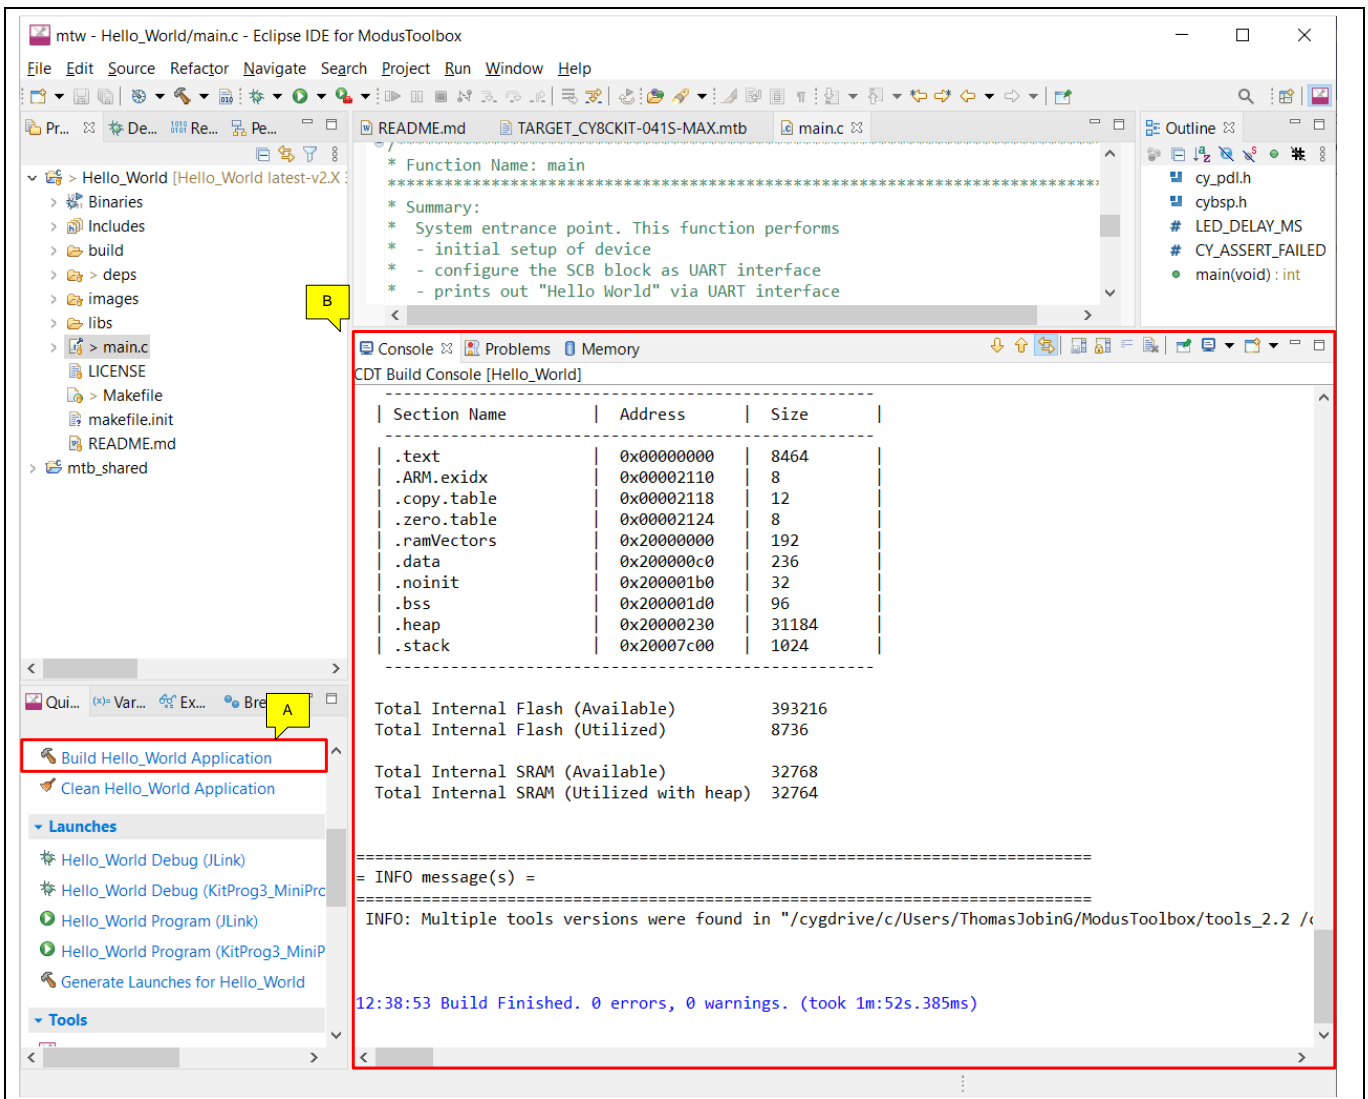 mtw - Hello_World/main.c - Eclipse IDE for ModusToolbox
File Edit Source Refactor Navigate Search Project Run Window Help
Pr... De... Re... Pe...
Hello_World [Hello_World latest-v2.X
Binaries
Includes
build
> deps
> images
libs
> main.c
LICENSE
> Makefile
makefile.init
README.md
mtb_shared
README.md TARGET_CY8CKIT-041S-MAX.mtb main.c
* Function Name: main
****************************************************************************
* Summary:
* System entrance point. This function performs
* - initial setup of device
* - configure the SCB block as UART interface
* - prints out "Hello World" via UART interface
Outline
cy_pdl.h
cybsp.h
# LED_DELAY_MS
# CY_ASSERT_FAILED
main(void) : int
B
Console Problems Memory
CDT Build Console [Hello_World]
----------------------------------------------------
| Section Name | Address | Size |
----------------------------------------------------
| .text | 0x00000000 | 8464 |
| .ARM.exidx | 0x00002110 | 8 |
| .copy.table | 0x00002118 | 12 |
| .zero.table | 0x00002124 | 8 |
| .ramVectors | 0x20000000 | 192 |
| .data | 0x200000c0 | 236 |
| .noinit | 0x200001b0 | 32 |
| .bss | 0x200001d0 | 96 |
| .heap | 0x20000230 | 31184 |
| .stack | 0x20007c00 | 1024 |
----------------------------------------------------
Total Internal Flash (Available) 393216
Total Internal Flash (Utilized) 8736
Total Internal SRAM (Available) 32768
Total Internal SRAM (Utilized with heap) 32764
==============================================================================
= INFO message(s) =
==============================================================================
INFO: Multiple tools versions were found in "/cygdrive/c/Users/ThomasJobinG/ModusToolbox/tools_2.2 /c
12:38:53 Build Finished. 0 errors, 0 warnings. (took 1m:52s.385ms)
Qui... (x)= Var... Ex... Bre
A
Build Hello_World Application
Clean Hello_World Application
Launches
Hello_World Debug (JLink)
Hello_World Debug (KitProg3_MiniPrc
Hello_World Program (JLink)
Hello_World Program (KitProg3_MiniP
Generate Launches for Hello_World
Tools